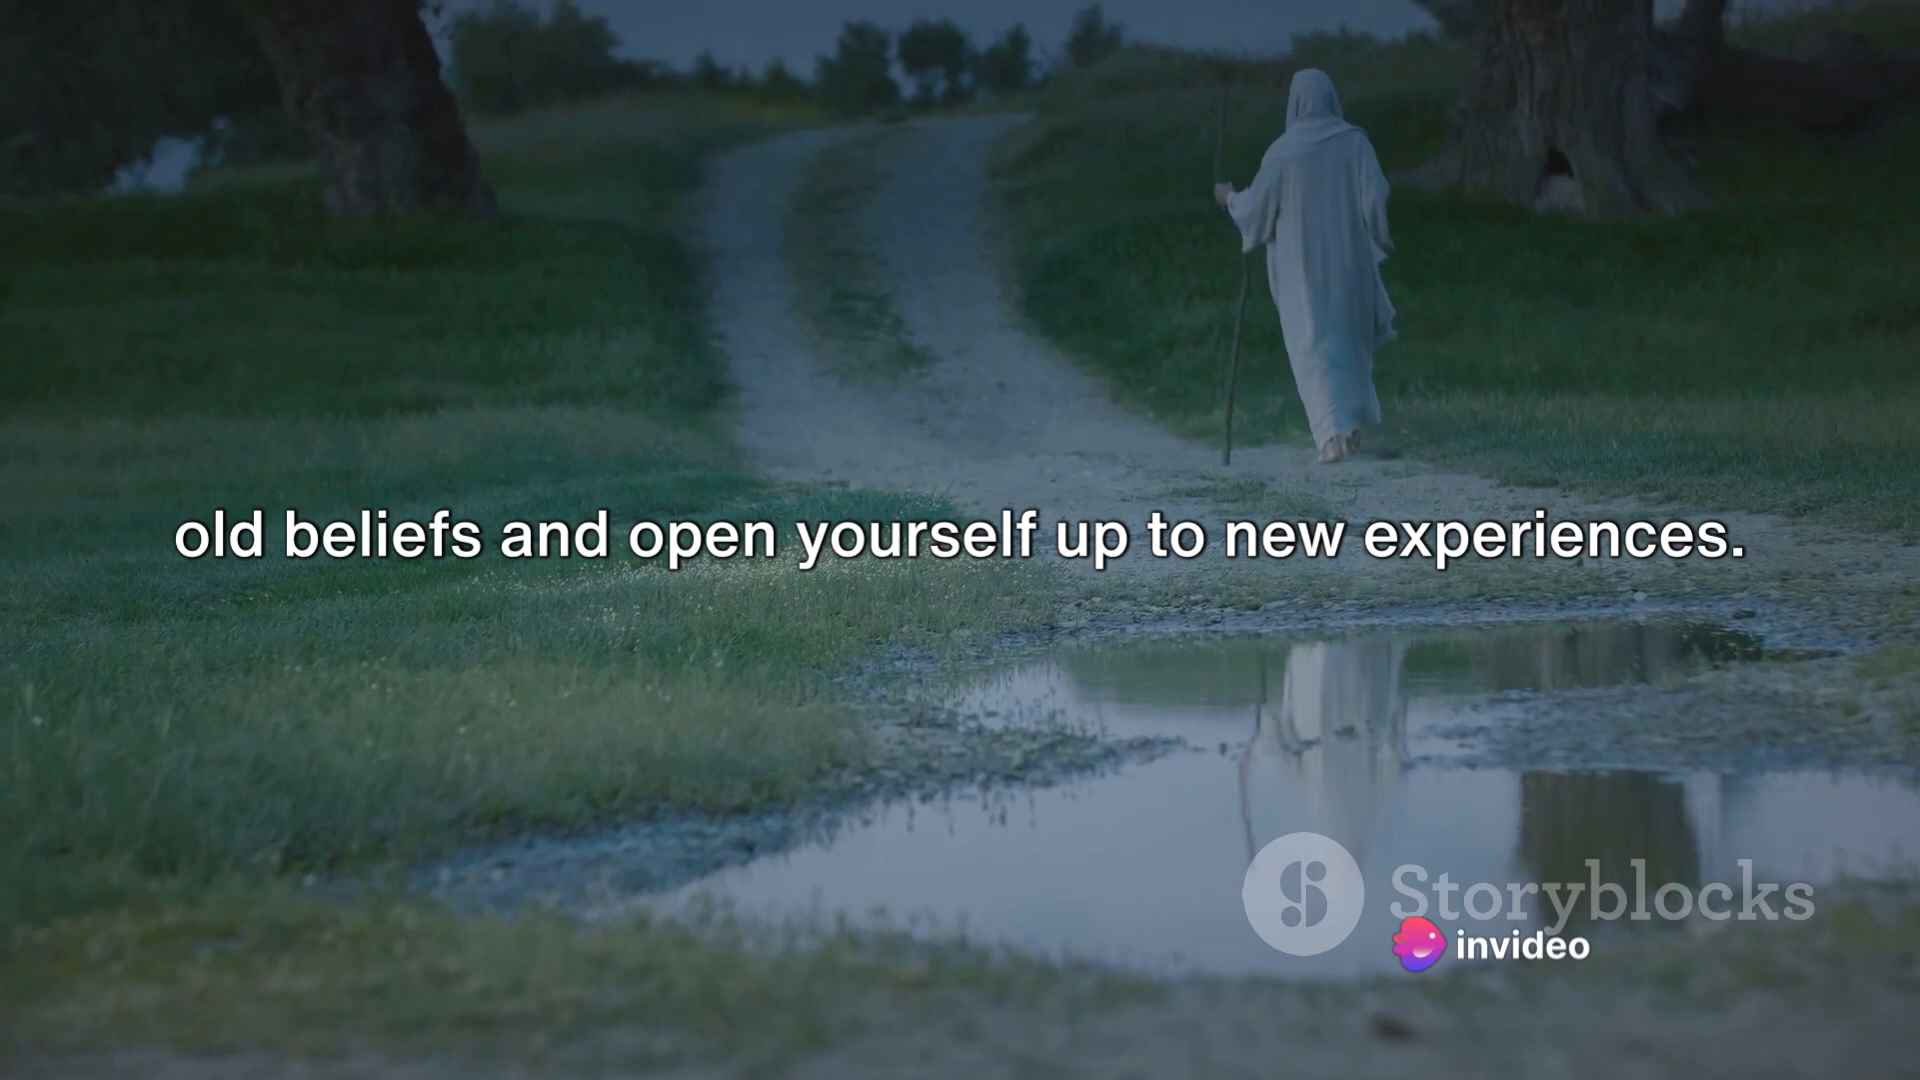 old beliefs and open yourself up to new experiences.
Storyblocks
invideo